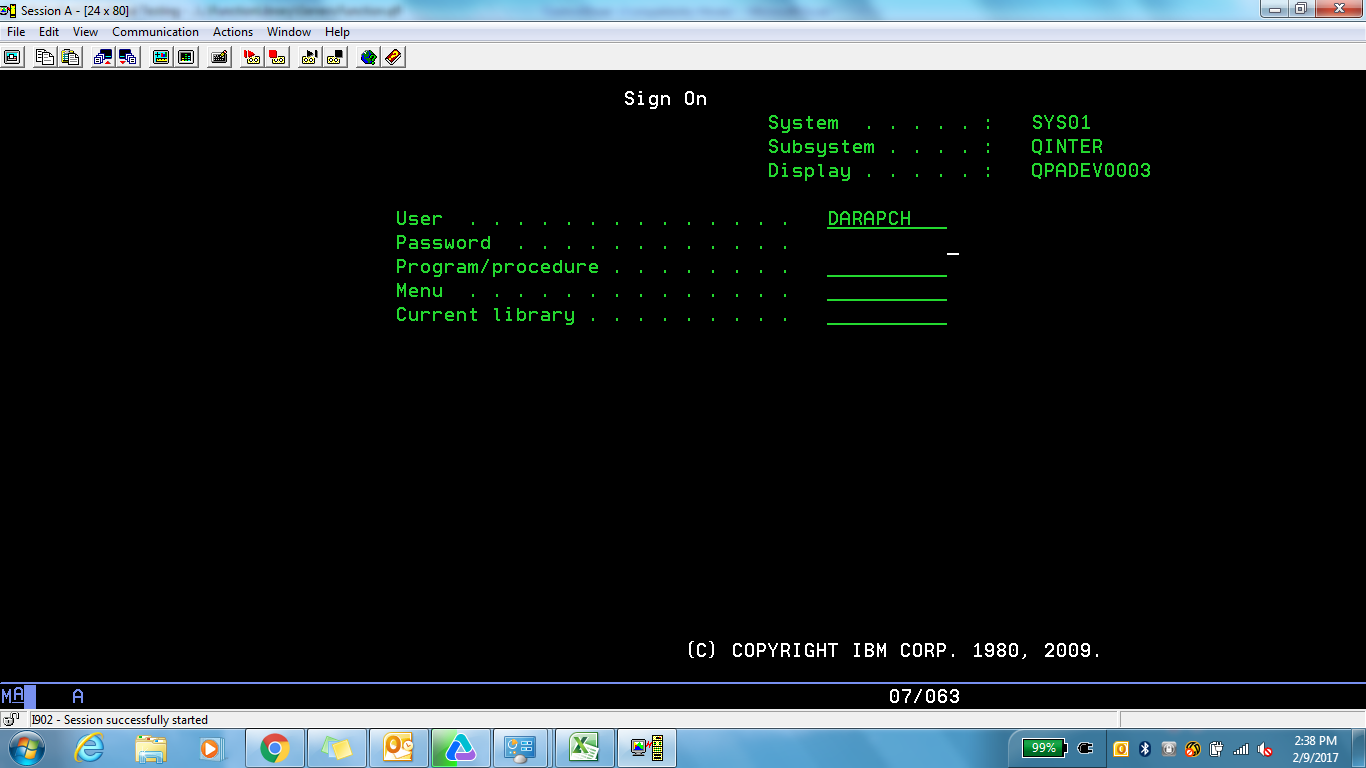 Session A - [24 x 80]
File Edit View Communication Actions Window Help
Sign On
System . . . . . : SYS01
Subsystem . . . . : QINTER
Display . . . . . : QPADEV0003
User . . . . . . . . . . . . . . DARAPCH
Password . . . . . . . . . . . .
Program/procedure . . . . . . . .
Menu . . . . . . . . . . . . . .
Current library . . . . . . . . .
(C) COPYRIGHT IBM CORP. 1980, 2009.
MA A 07/063
I902 - Session successfully started
99% 2:38 PM
2/9/2017